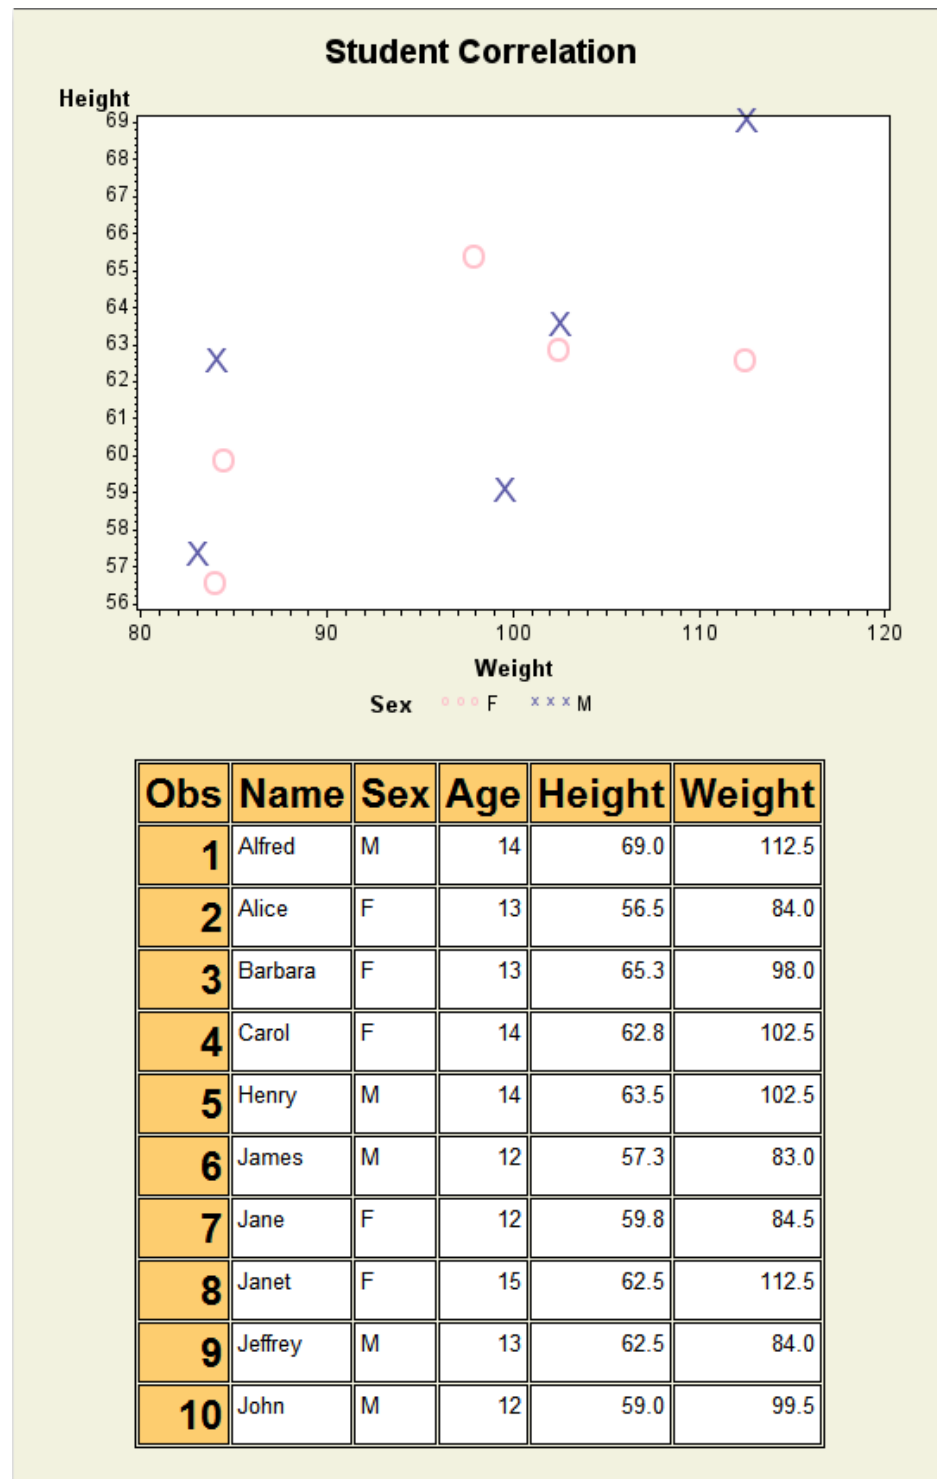 Student Correlation
Height
69
68
67
66
65
64
63
62
61
60
59
58
57
56
80 90 100 110 120
Weight
Sex o o o F x x x M
Obs Name Sex Age Height Weight
1 Alfred M 14 69.0 112.5
2 Alice F 13 56.5 84.0
3 Barbara F 13 65.3 98.0
4 Carol F 14 62.8 102.5
5 Henry M 14 63.5 102.5
6 James M 12 57.3 83.0
7 Jane F 12 59.8 84.5
8 Janet F 15 62.5 112.5
9 Jeffrey M 13 62.5 84.0
10 John M 12 59.0 99.5